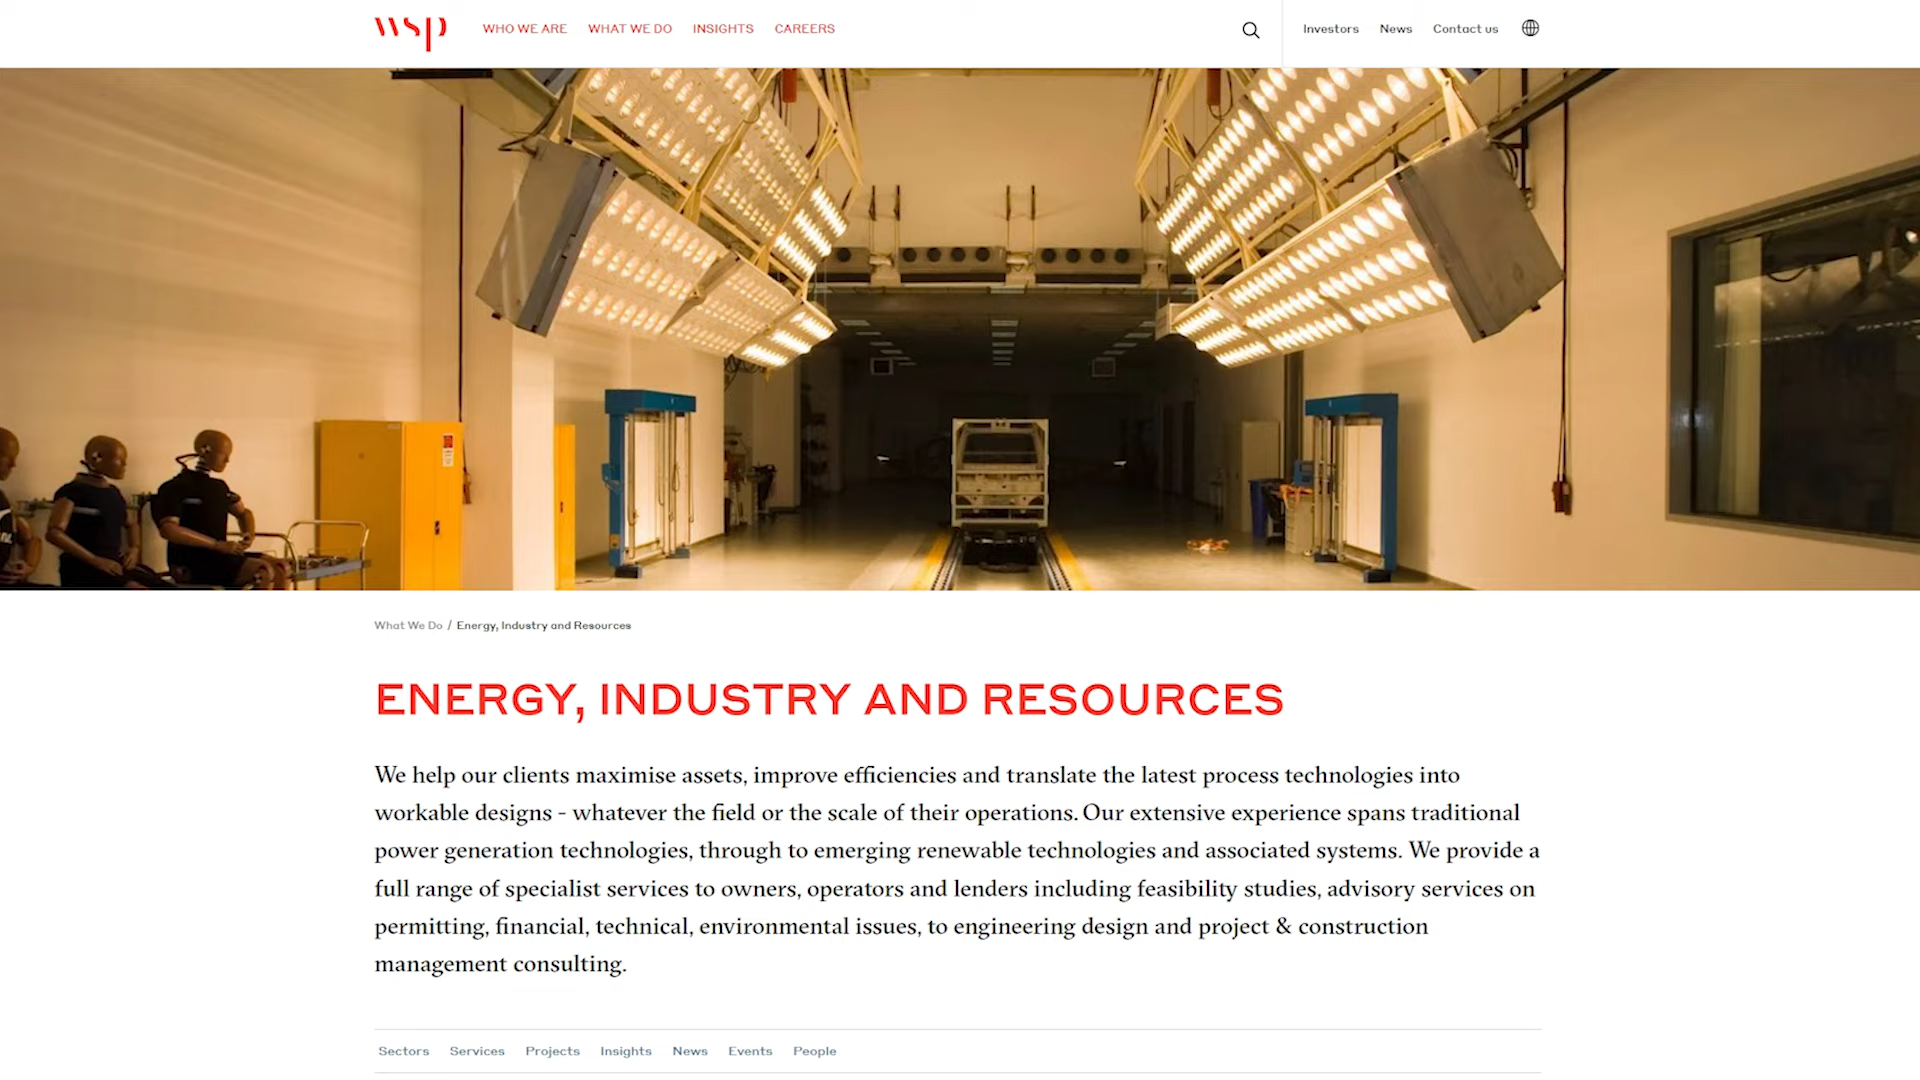 wsp
WHO WE ARE WHAT WE DO INSIGHTS CAREERS
Investors News Contact us
What We Do / Energy, Industry and Resources
ENERGY, INDUSTRY AND RESOURCES
We help our clients maximise assets, improve efficiencies and translate the latest process technologies into
workable designs - whatever the field or the scale of their operations. Our extensive experience spans traditional
power generation technologies, through to emerging renewable technologies and associated systems. We provide a
full range of specialist services to owners, operators and lenders including feasibility studies, advisory services on
permitting, financial, technical, environmental issues, to engineering design and project & construction
management consulting.
Sectors Services Projects Insights News Events People